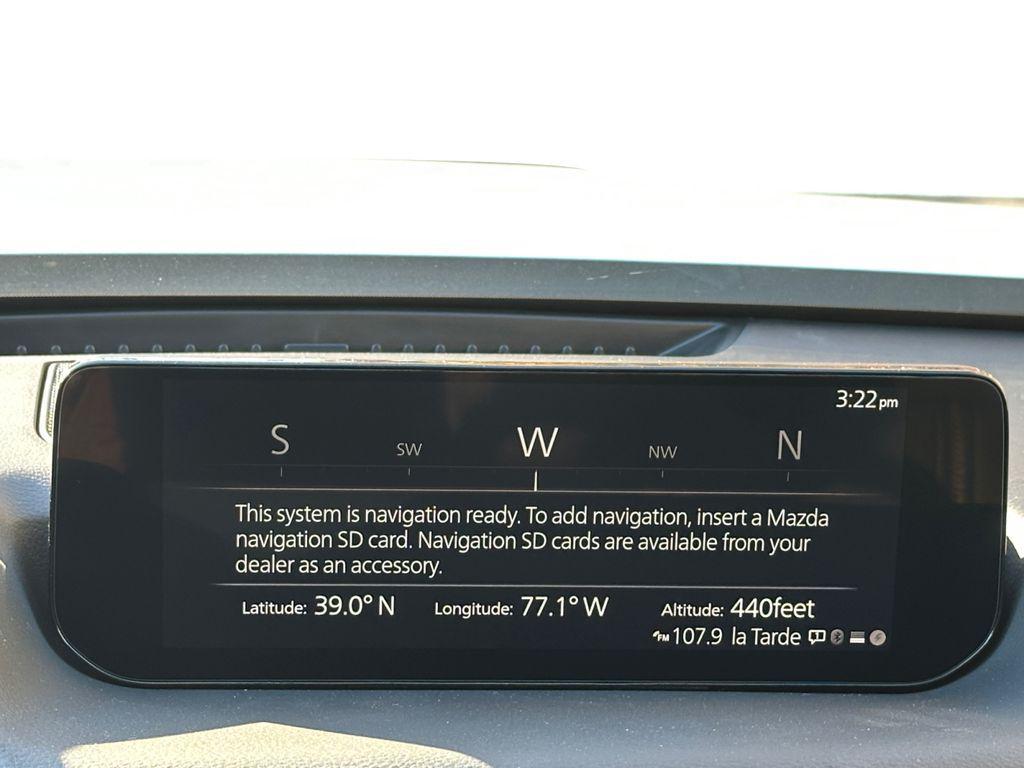 3:22pm
S SW W NW N
This system is navigation ready. To add navigation, insert a Mazda
navigation SD card. Navigation SD cards are available from your
dealer as an accessory.
Latitude: 39.0° N Longitude: 77.1° W Altitude: 440feet
FM 107.9 la Tarde